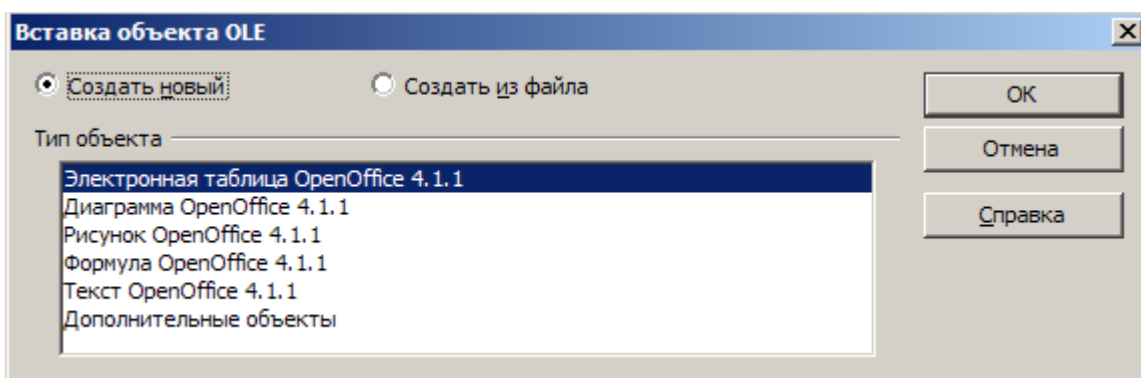 Вставка объекта OLE
Создать новый Создать из файла
OK
Тип объекта
Отмена
Электронная таблица OpenOffice 4.1.1
Диаграмма OpenOffice 4.1.1
Справка
Рисунок OpenOffice 4.1.1
Формула OpenOffice 4.1.1
Текст OpenOffice 4.1.1
Дополнительные объекты